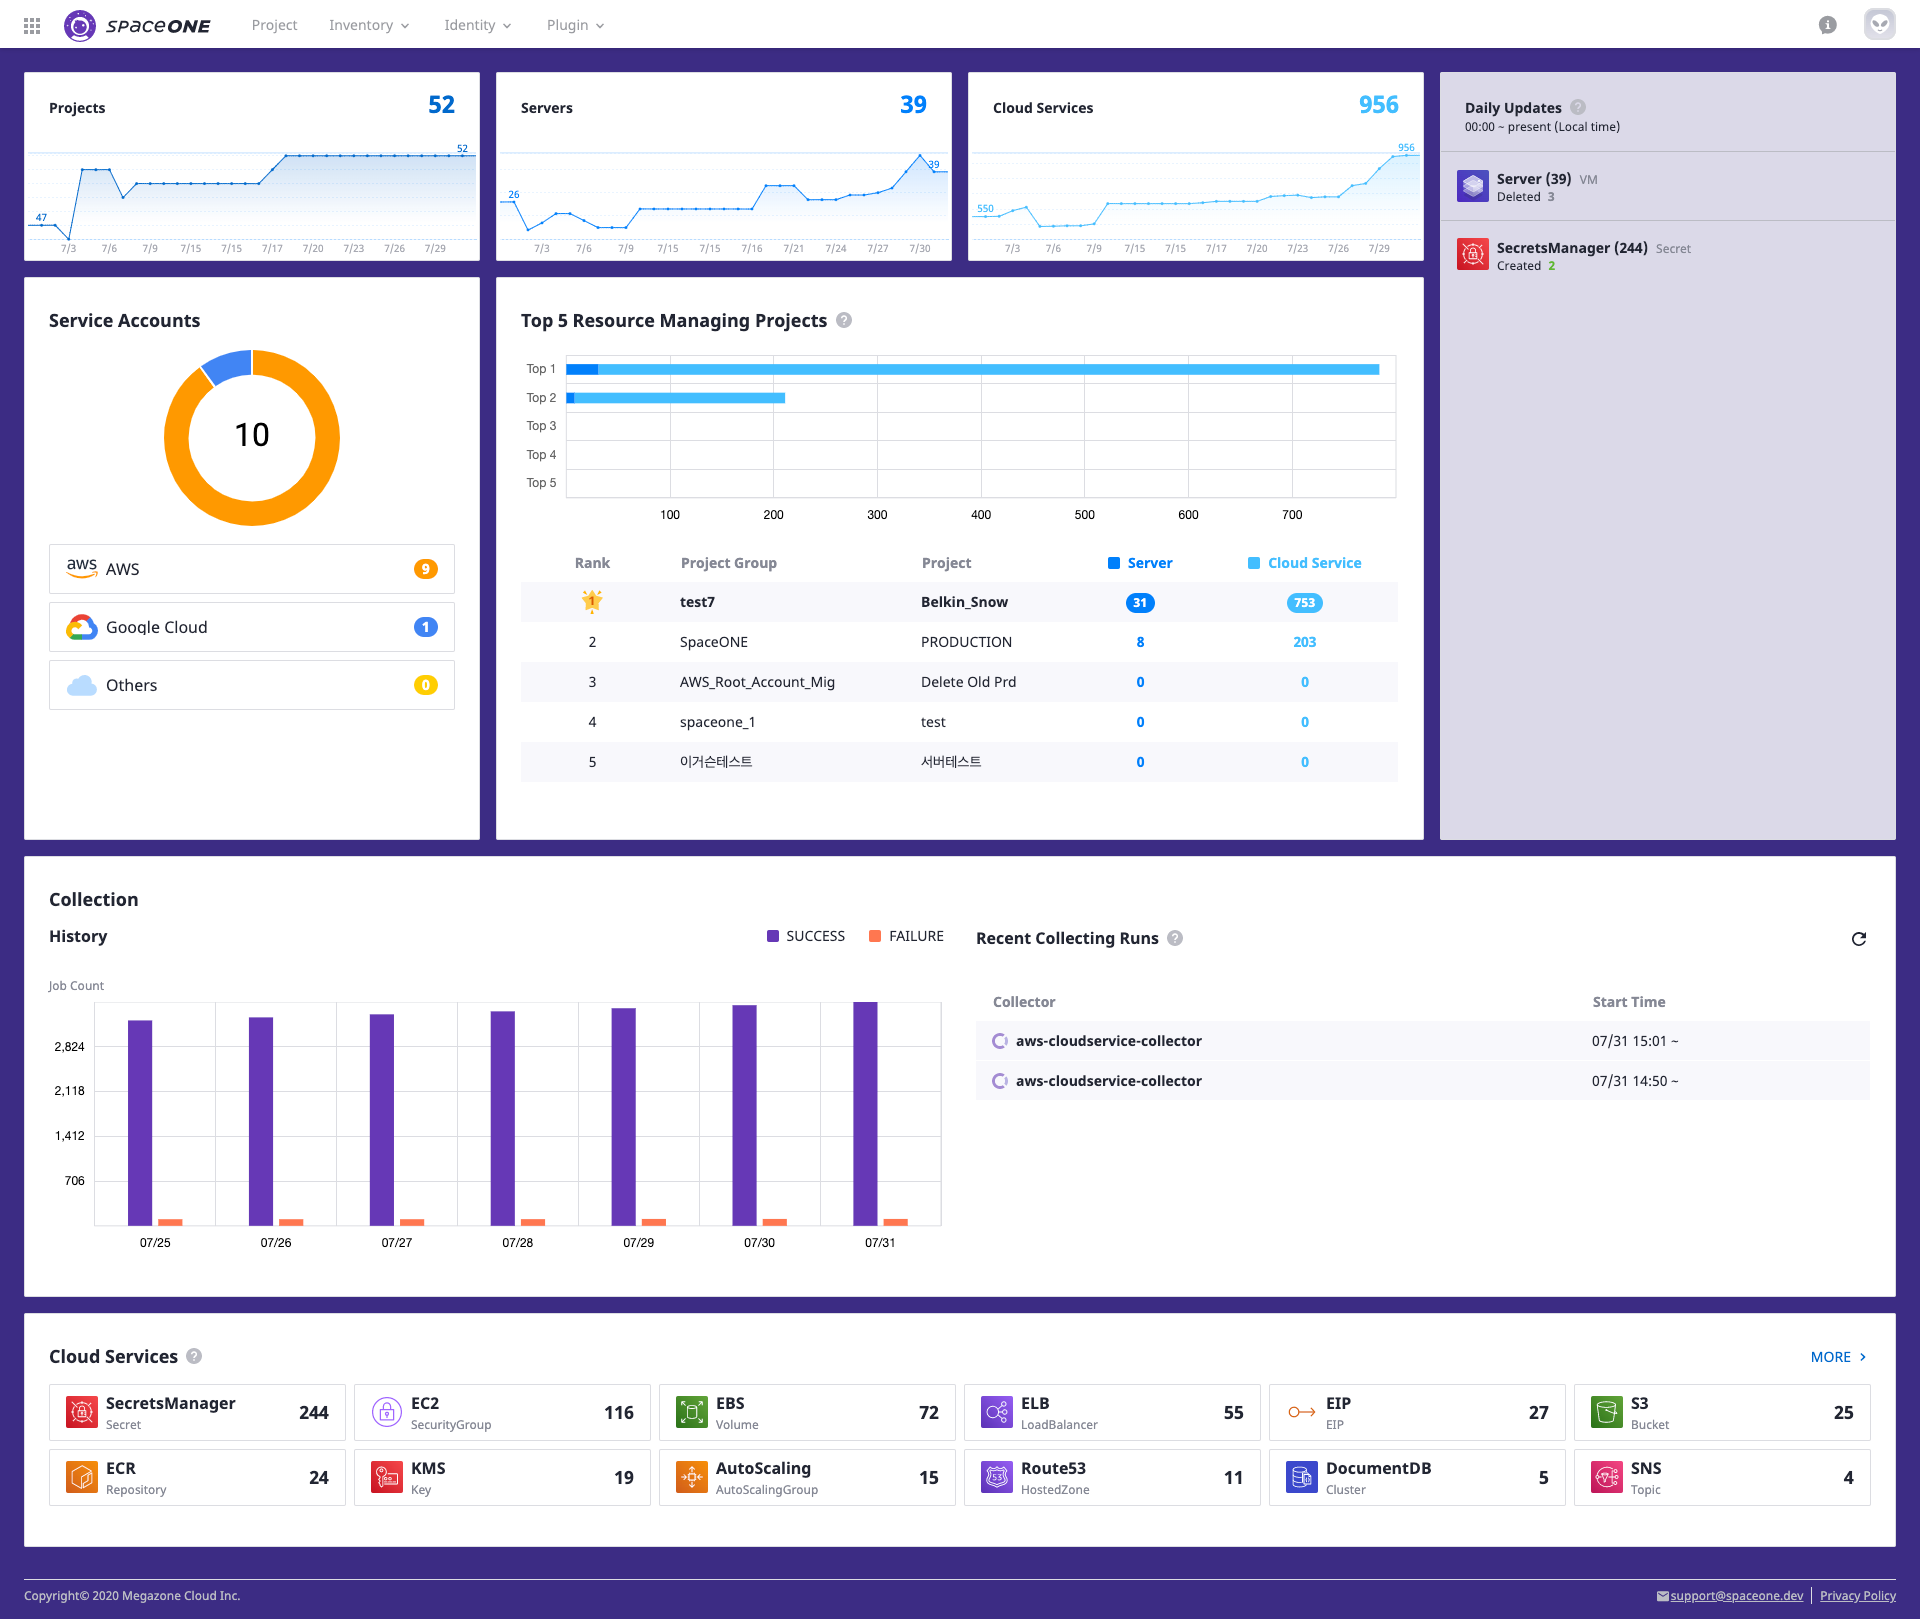 spaceONE Project Inventory Identity Plugin
Projects 52
52
47
7/3 7/6 7/9 7/15 7/15 7/17 7/20 7/23 7/26 7/29
Servers 39
26 39
7/3 7/6 7/9 7/15 7/15 7/16 7/21 7/24 7/27 7/30
Cloud Services 956
956
550
7/3 7/6 7/9 7/15 7/15 7/17 7/20 7/23 7/26 7/29
Daily Updates ?
00:00 ~ present (Local time)
Server (39) VM
Deleted 3
SecretsManager (244) Secret
Created 2
Service Accounts
10
aws AWS 9
Google Cloud 1
Others 0
Top 5 Resource Managing Projects ?
Top 1
Top 2
Top 3
Top 4
Top 5
100 200 300 400 500 600 700
Rank Project Group Project Server Cloud Service
1 test7 Belkin_Snow 31 753
2 SpaceONE PRODUCTION 8 203
3 AWS_Root_Account_Mig Delete Old Prd 0 0
4 spaceone_1 test 0 0
5 이거슨테스트 서버테스트 0 0
Collection
History SUCCESS FAILURE
Job Count
2,824
2,118
1,412
706
07/25 07/26 07/27 07/28 07/29 07/30 07/31
Recent Collecting Runs ?
Collector Start Time
aws-cloudservice-collector 07/31 15:01 ~
aws-cloudservice-collector 07/31 14:50 ~
Cloud Services ? MORE
SecretsManager 244
Secret
EC2 116
SecurityGroup
EBS 72
Volume
ELB 55
LoadBalancer
EIP 27
EIP
S3 25
Bucket
ECR 24
Repository
KMS 19
Key
AutoScaling 15
AutoScalingGroup
53
Route53 11
HostedZone
DocumentDB 5
Cluster
SNS 4
Topic
Copyright© 2020 Megazone Cloud Inc. support@spaceone.dev Privacy Policy